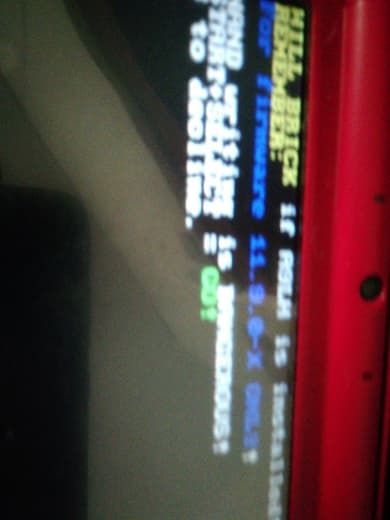 WILL BRICK if A9LH is installed
REMEMBER:
for firmware 11.9.0-X ONLY!
NAND writing is DANGEROUS!
START+SELECT = GO!
to decline.